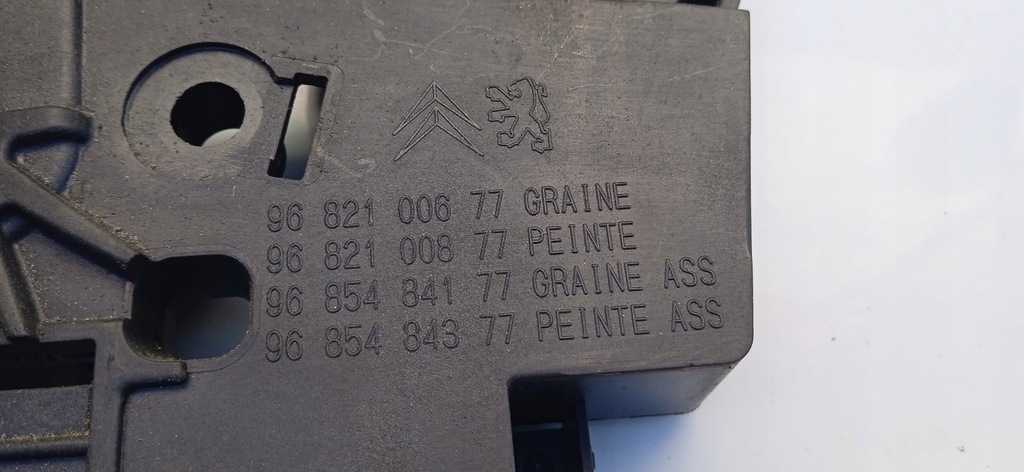 96 821 006 77 GRAINE
96 821 008 77 PEINTE
96 854 841 77 GRAINE ASS
96 854 843 77 PEINTE ASS